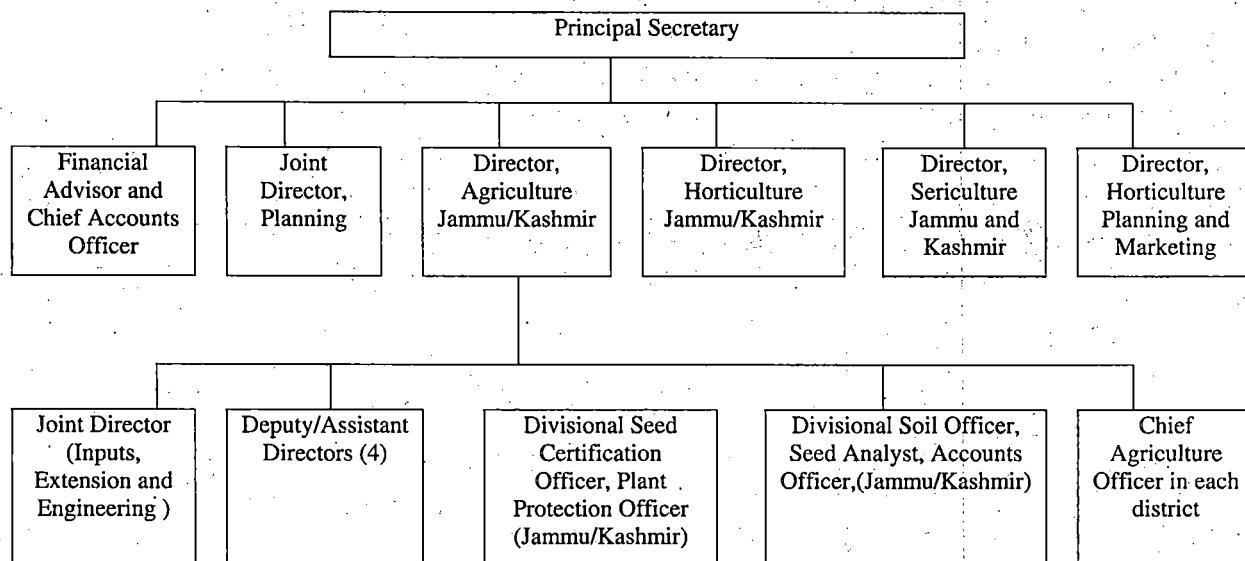 Principal Secretary
Financial
Advisor and
Chief Accounts
Officer
Joint
Director,
Planning
Director,
Agriculture
Jammu/Kashmir
Director,
Horticulture
Jammu/Kashmir
Director,
Sericulture
Jammu and
Kashmir
Director,
Horticulture
Planning and
Marketing
Joint Director
(Inputs,
Extension and
Engineering )
Deputy/Assistant
Directors (4)
Divisional Seed
Certification
Officer, Plant
Protection Officer
(Jammu/Kashmir)
Divisional Soil Officer,
Seed Analyst, Accounts
Officer,(Jammu/Kashmir)
Chief
Agriculture
Officer in each
district